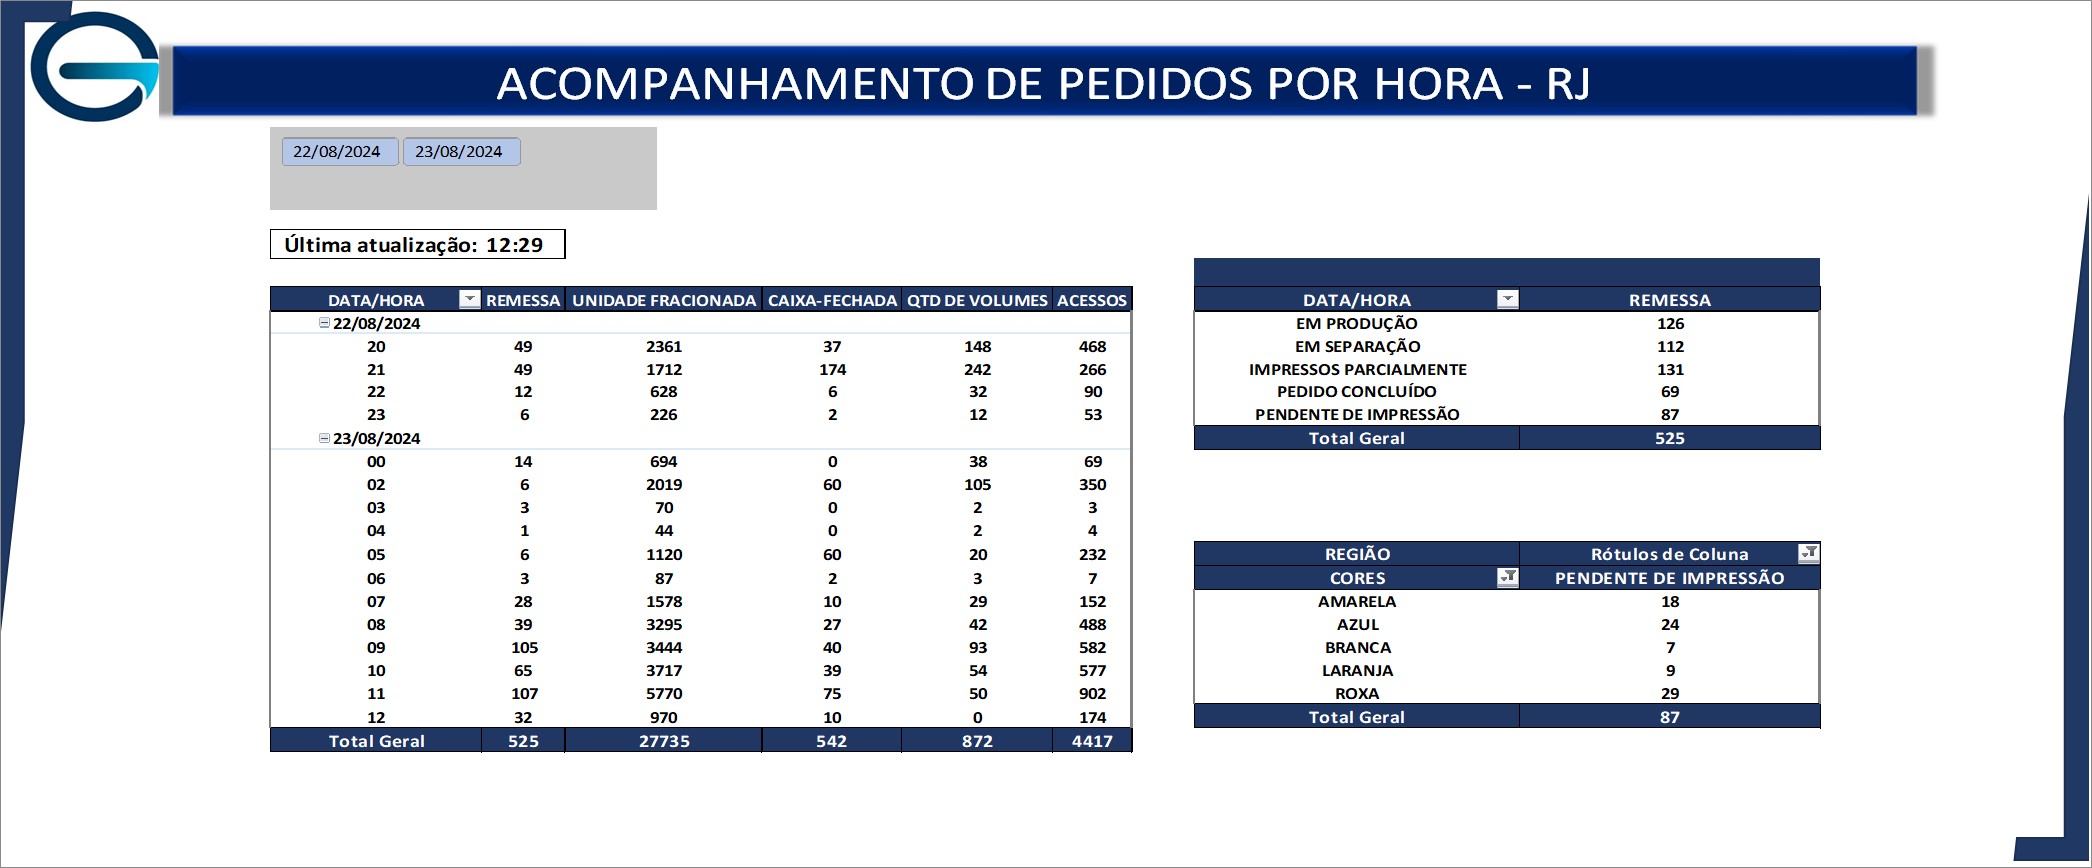 ACOMPANHAMENTO DE PEDIDOS POR HORA - RJ
22/08/2024 23/08/2024
Última atualização: 12:29
DATA/HORA REMESSA UNIDADE FRACIONADA CAIXA-FECHADA QTD DE VOLUMES ACESSOS
22/08/2024
20 49 2361 37 148 468
21 49 1712 174 242 266
22 12 628 6 32 90
23 6 226 2 12 53
23/08/2024
00 14 694 0 38 69
02 6 2019 60 105 350
03 3 70 0 2 3
04 1 44 0 2 4
05 6 1120 60 20 232
06 3 87 2 3 7
07 28 1578 10 29 152
08 39 3295 27 42 488
09 105 3444 40 93 582
10 65 3717 39 54 577
11 107 5770 75 50 902
12 32 970 10 0 174
Total Geral 525 27735 542 872 4417
DATA/HORA REMESSA
EM PRODUÇÃO 126
EM SEPARAÇÃO 112
IMPRESSOS PARCIALMENTE 131
PEDIDO CONCLUÍDO 69
PENDENTE DE IMPRESSÃO 87
Total Geral 525
REGIÃO Rótulos de Coluna
CORES PENDENTE DE IMPRESSÃO
AMARELA 18
AZUL 24
BRANCA 7
LARANJA 9
ROXA 29
Total Geral 87